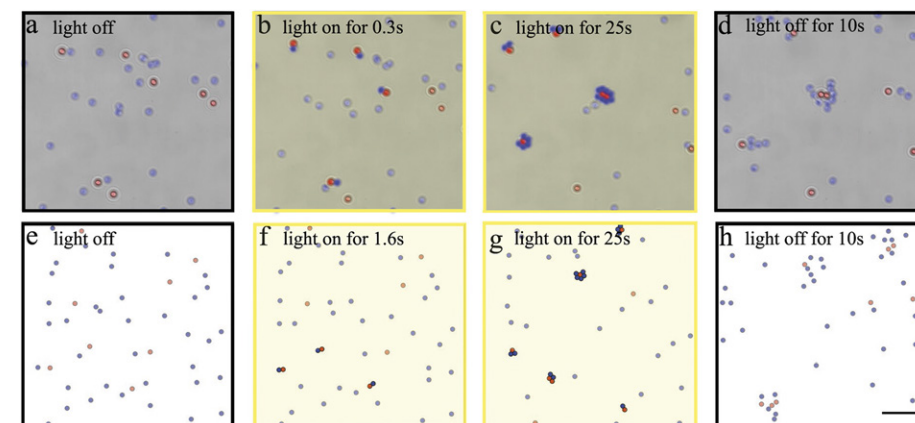 a light off
b light on for 0.3s
c light on for 25s
d light off for 10s
e light off
f light on for 1.6s
g light on for 25s
h light off for 10s